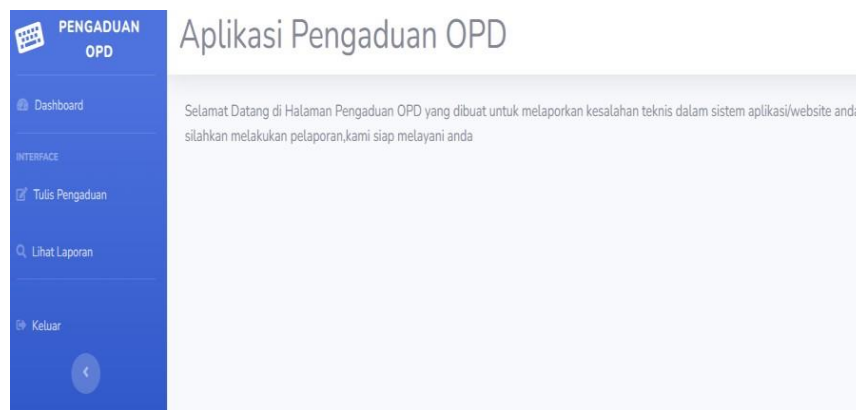 PENGADUAN
OPD
Dashboard
INTERFACE
Tulis Pengaduan
Lihat Laporan
Keluar
Aplikasi Pengaduan OPD
Selamat Datang di Halaman Pengaduan OPD yang dibuat untuk melaporkan kesalahan teknis dalam sistem aplikasi/website anda
silahkan melakukan pelaporan,kami siap melayani anda